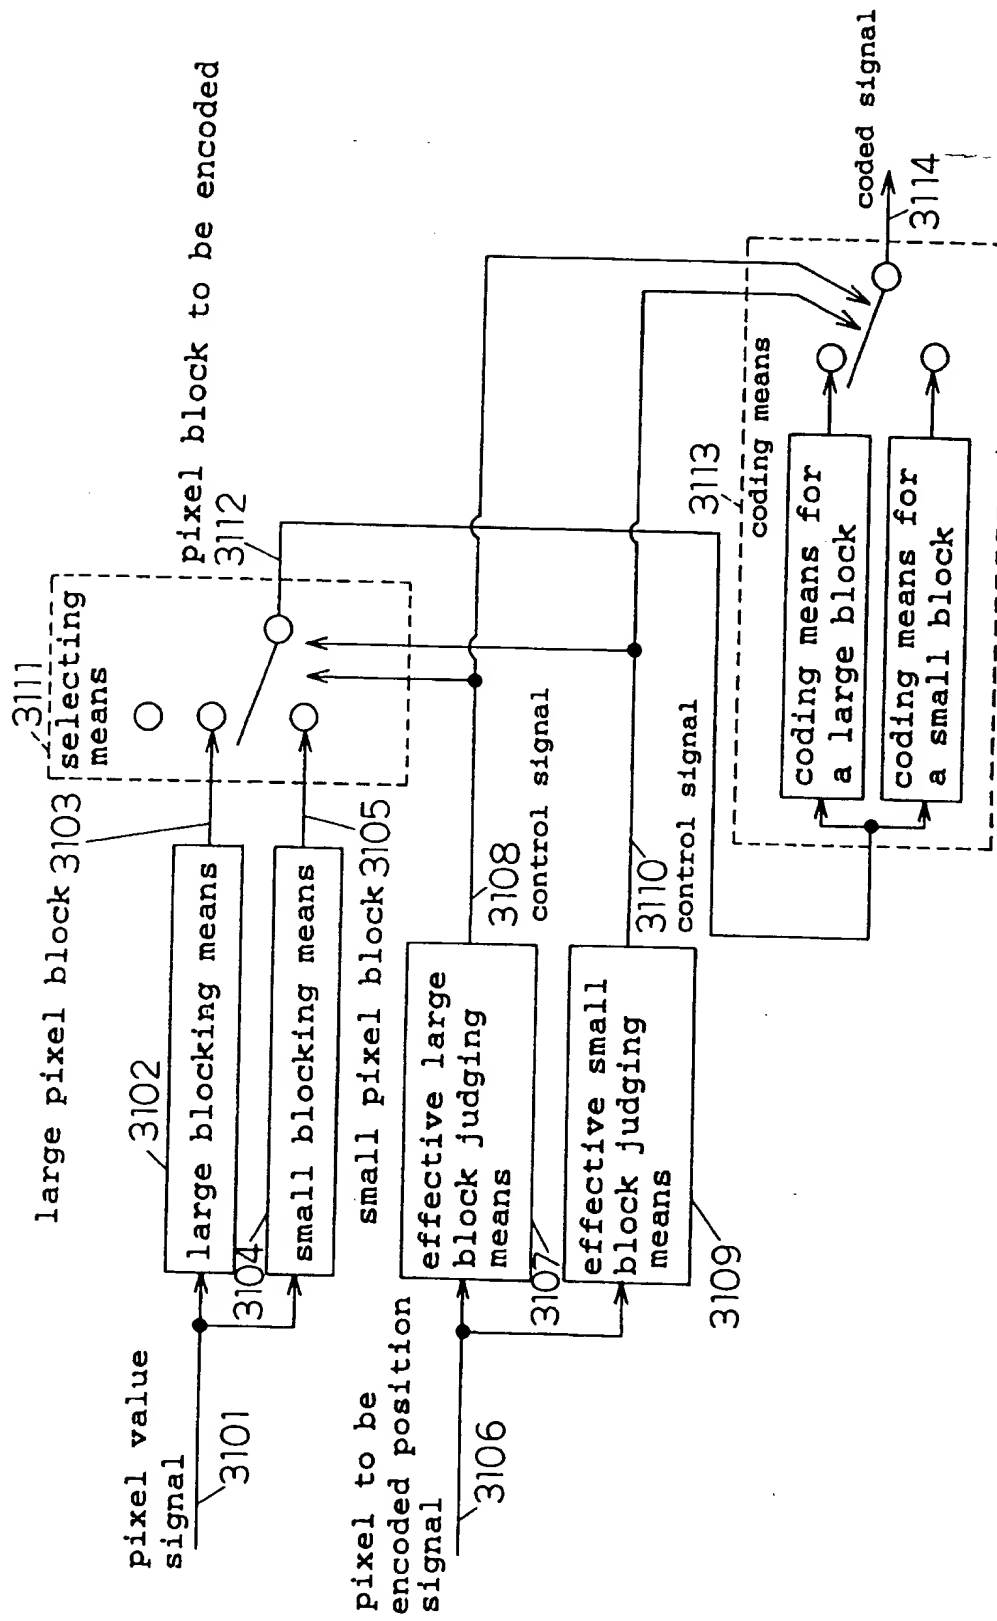 pixel value
signal
3101
large pixel block 3103
3102
large blocking means
3104
small blocking means
small pixel block 3105
3111
selecting
means
pixel block to be encoded
3112
pixel to be
encoded position
signal
3106
effective large
block judging
means
3107
3108
control signal
effective small
block judging
means
3109
3110
control signal
3113
coding means
coding means for
a large block
coding means for
a small block
coded signal
3114